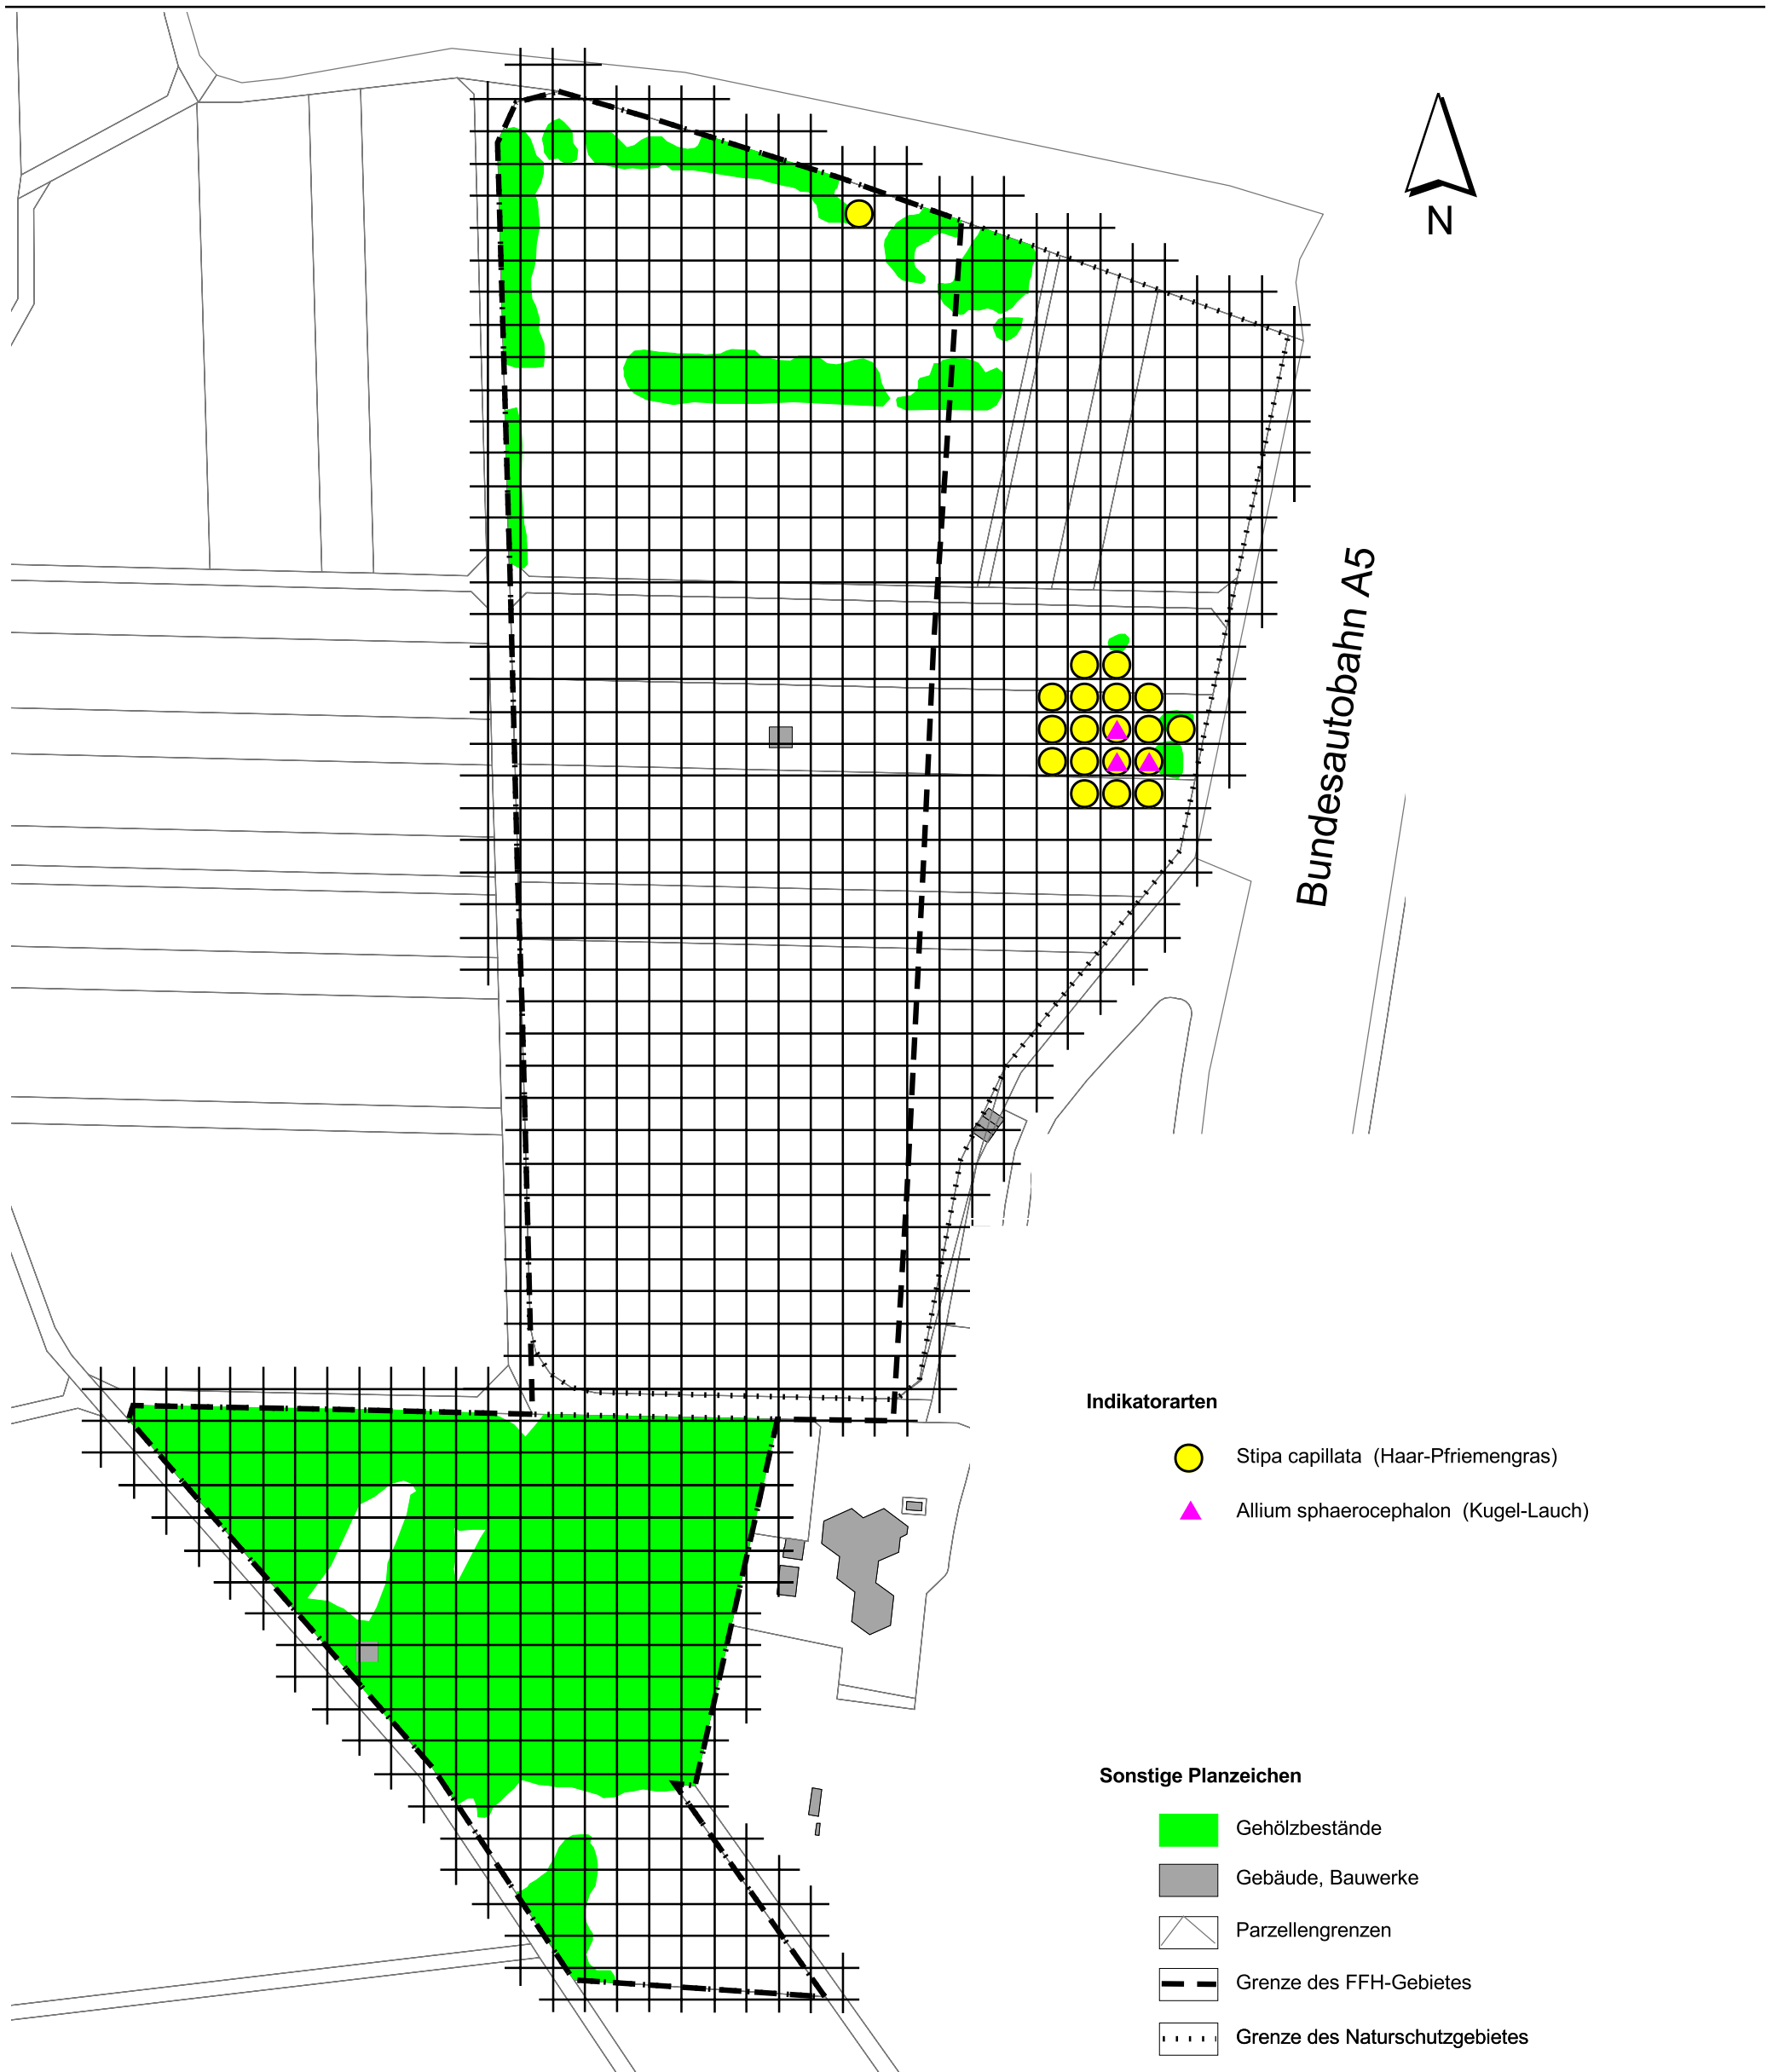 N
Bundesautobahn A5
Indikatorarten
Stipa capillata (Haar-Pfriemengras)
Allium sphaerocephalon (Kugel-Lauch)
Sonstige Planzeichen
Gehölzbestände
Gebäude, Bauwerke
Parzellengrenzen
Grenze des FFH-Gebietes
Grenze des Naturschutzgebietes